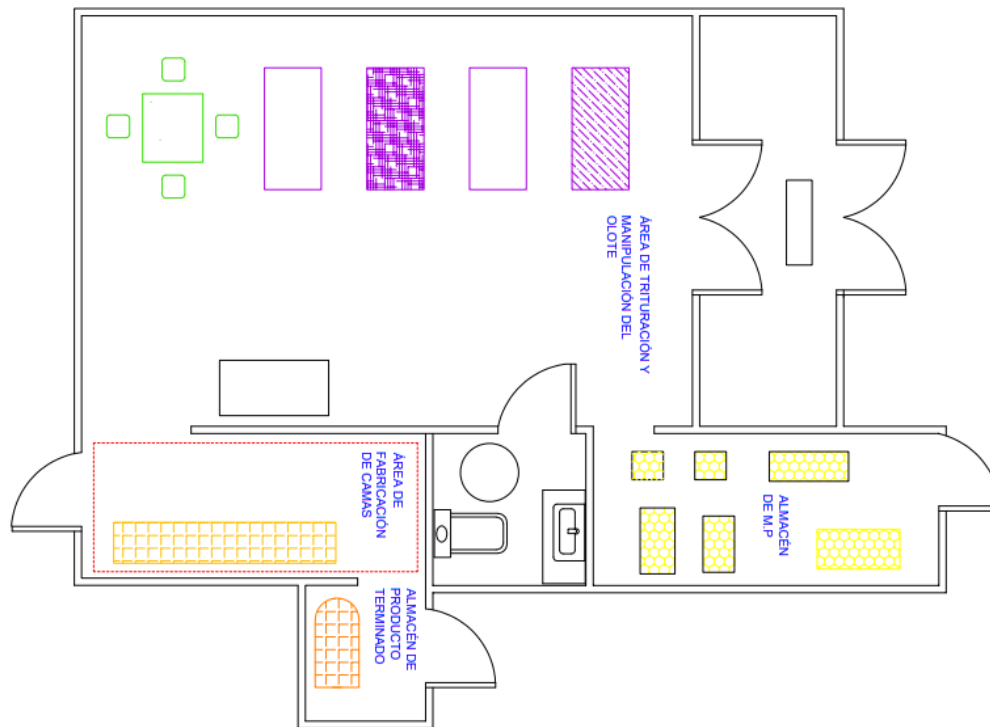 ÁREA DE TRITURACIÓN Y
MANIPULACIÓN DEL
OLOTE
ÁREA DE
FABRICACIÓN
DE CAMAS
ALMACÉN
DE M.P
ALMACÉN DE
PRODUCTO
TERMINADO